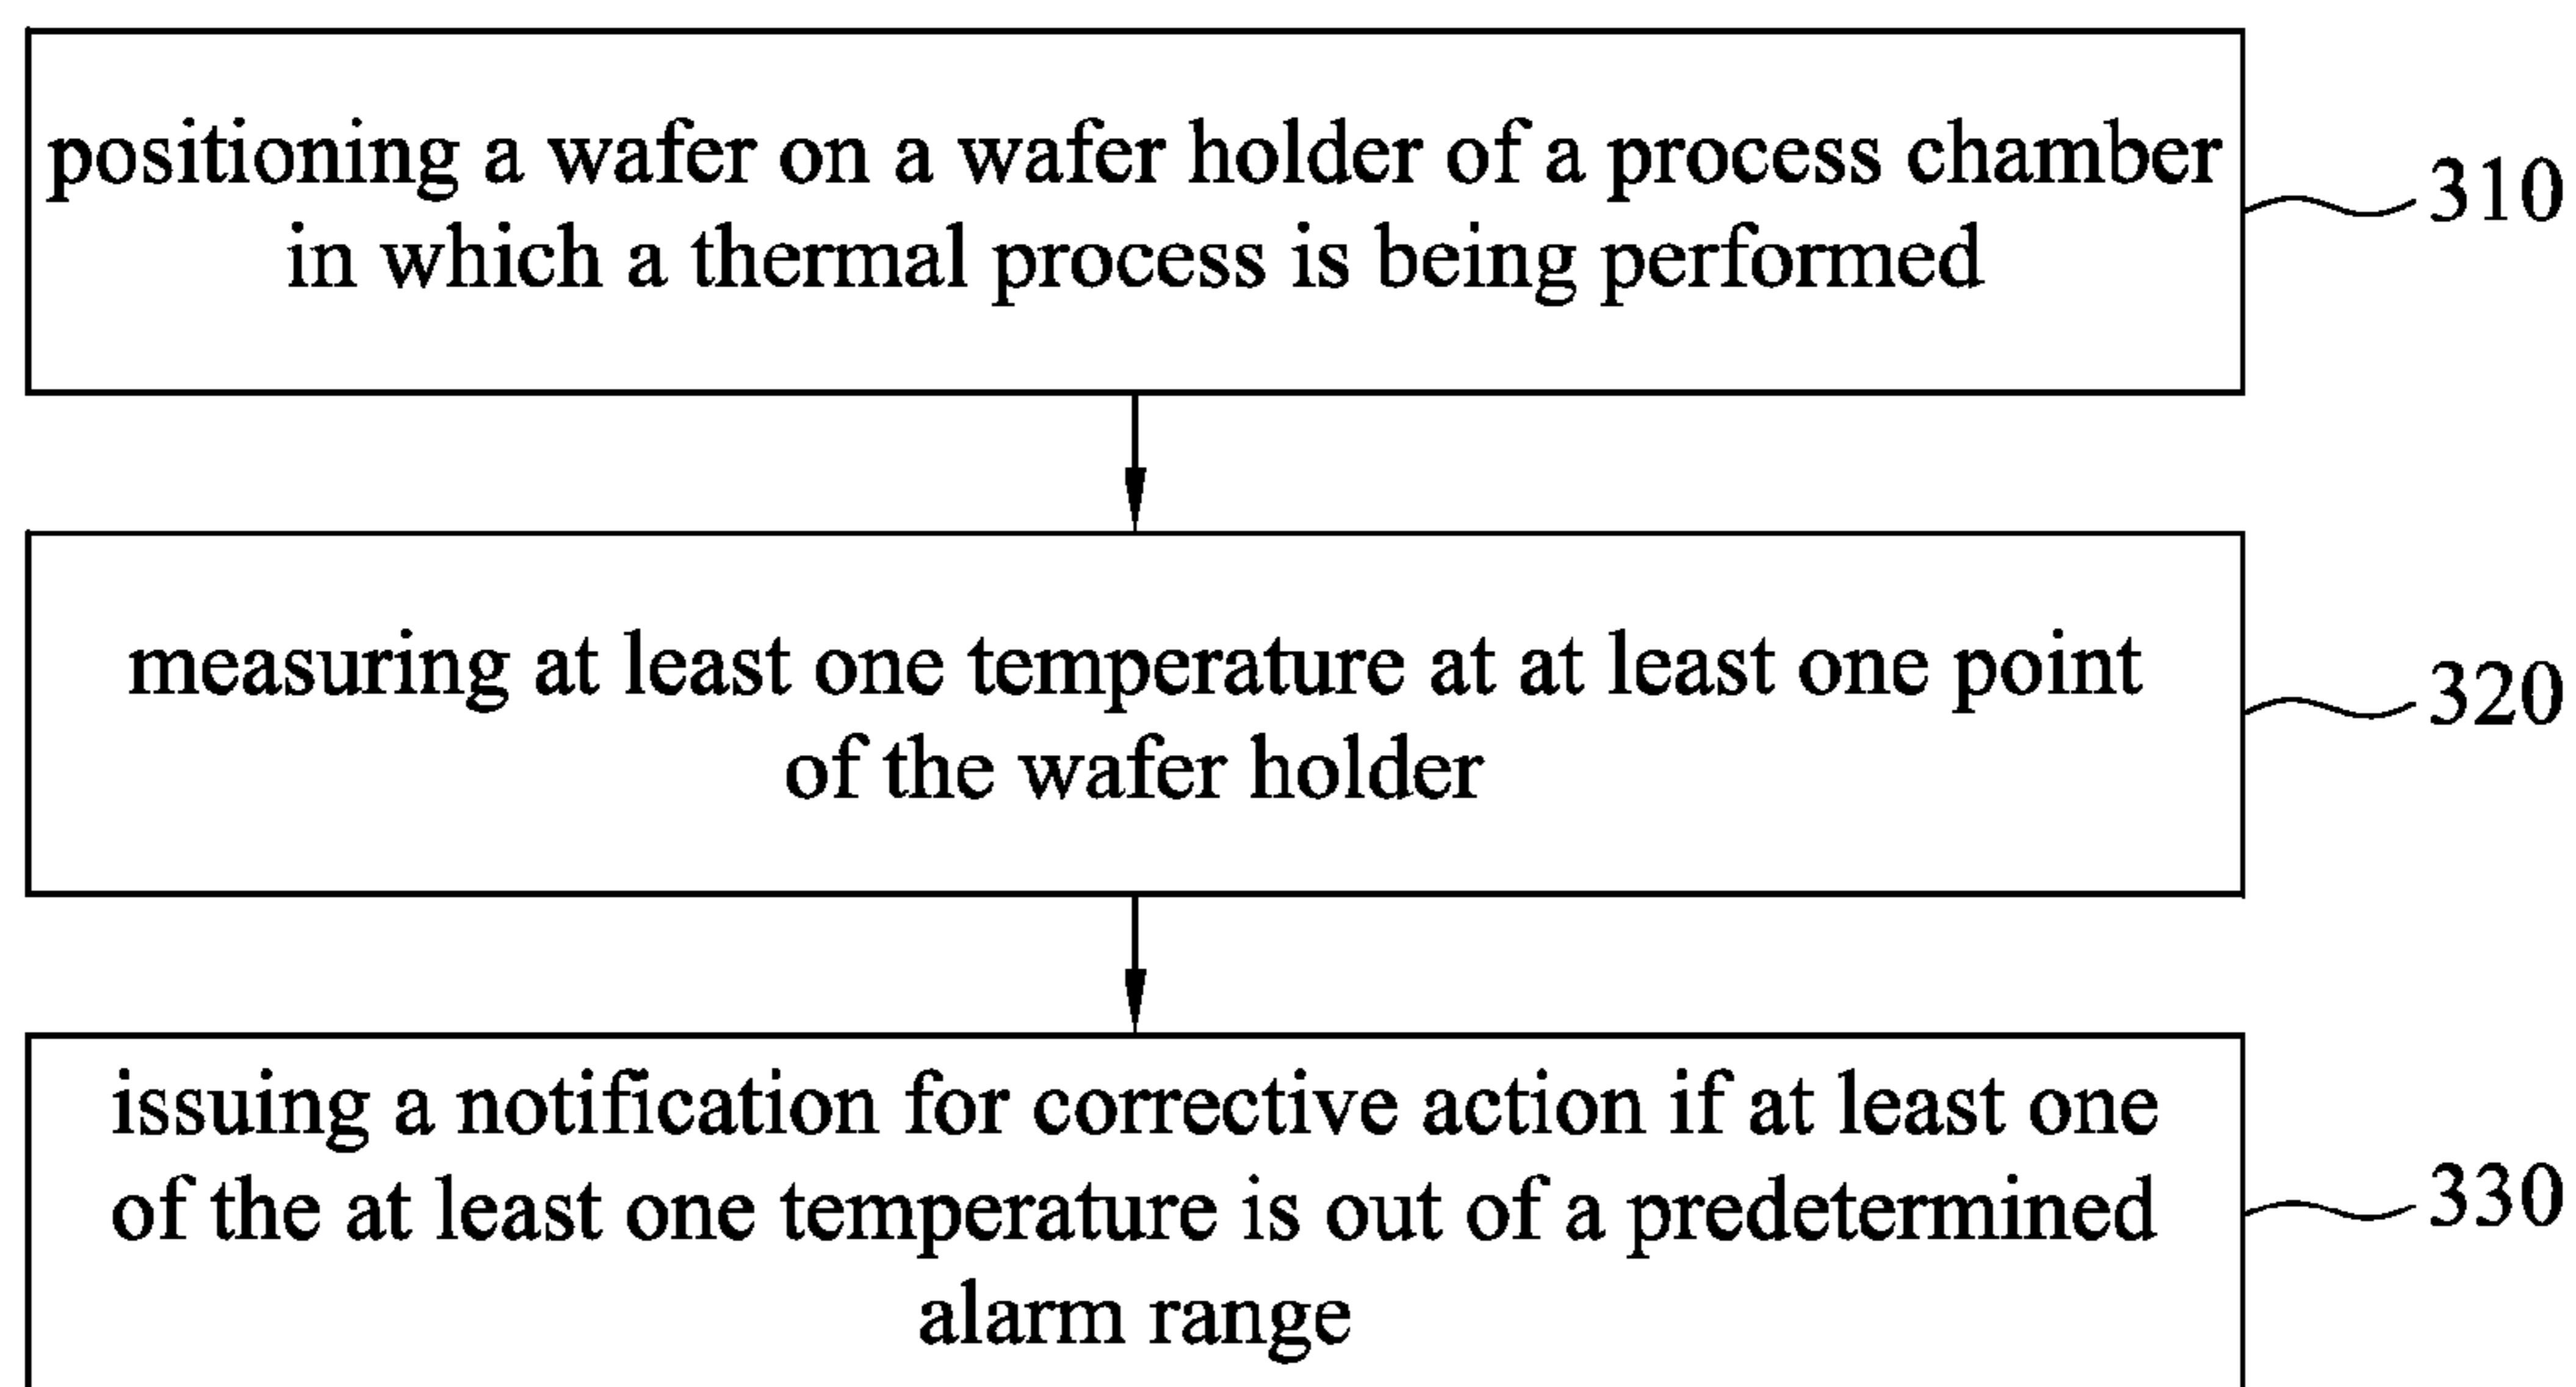 positioning a wafer on a wafer holder of a process chamber
in which a thermal process is being performed
310
measuring at least one temperature at at least one point
of the wafer holder
320
issuing a notification for corrective action if at least one
of the at least one temperature is out of a predetermined
alarm range
330